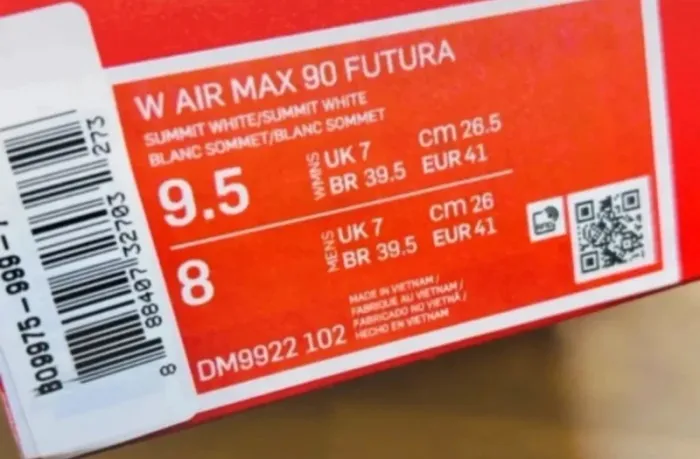 W AIR MAX 90 FUTURA
SUMMIT WHITE/SUMMIT WHITE
BLANC SOMMET/BLANC SOMMET
9.5
WMNS
UK 7
cm 26.5
BR 39.5
EUR 41
8
MENS
UK 7
cm 26
BR 39.5
EUR 41
DM9922 102
MADE IN VIETNAM /
FABRIQUE AU VIETNAM /
FABRICADO NO VIETNÃ /
HECHO EN VIETNAM
8 88407 32703
273